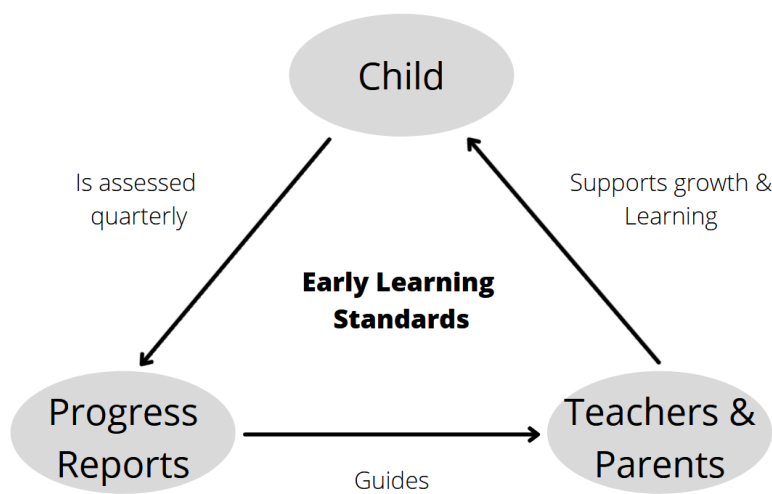 Child
Is assessed
quarterly
Supports growth &
Learning
Early Learning
Standards
Progress
Reports
Teachers &
Parents
Guides